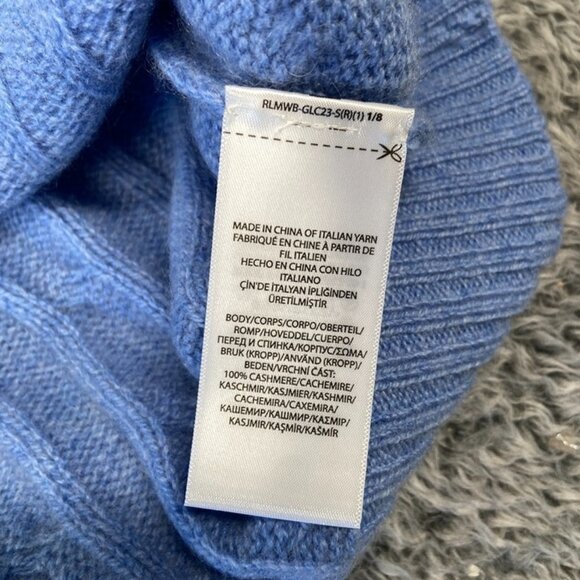 RLMWB-GLC23-S(R)(1) 1/8
MADE IN CHINA OF ITALIAN YARN
FABRIQUÉ EN CHINE À PARTIR DE
FIL ITALIEN
HECHO EN CHINA CON HILO
ITALIANO
ÇİN'DE İTALYAN İPLİĞİNDEN
ÜRETİLMİŞTİR
BODY/CORPS/CORPO/OBERTEIL/
ROMP/HOVEDDEL/CUERPO/
ПЕРЕД И СПИНКА/КОРПУС/ΣΩΜΑ/
BRUK (KROPP)/ANVÄND (KROPP)/
BEDEN/VRCHNÍ ČÁST:
100% CASHMERE/CACHEMIRE/
KASCHMIR/KASJMIER/KASHMIR/
CACHEMIRA/CAXEMIRA/
КАШЕМИР/КАШМИР/ΚΑΣΜΙΡ/
KASJMIR/KAŞMİR/KAŠMÍR